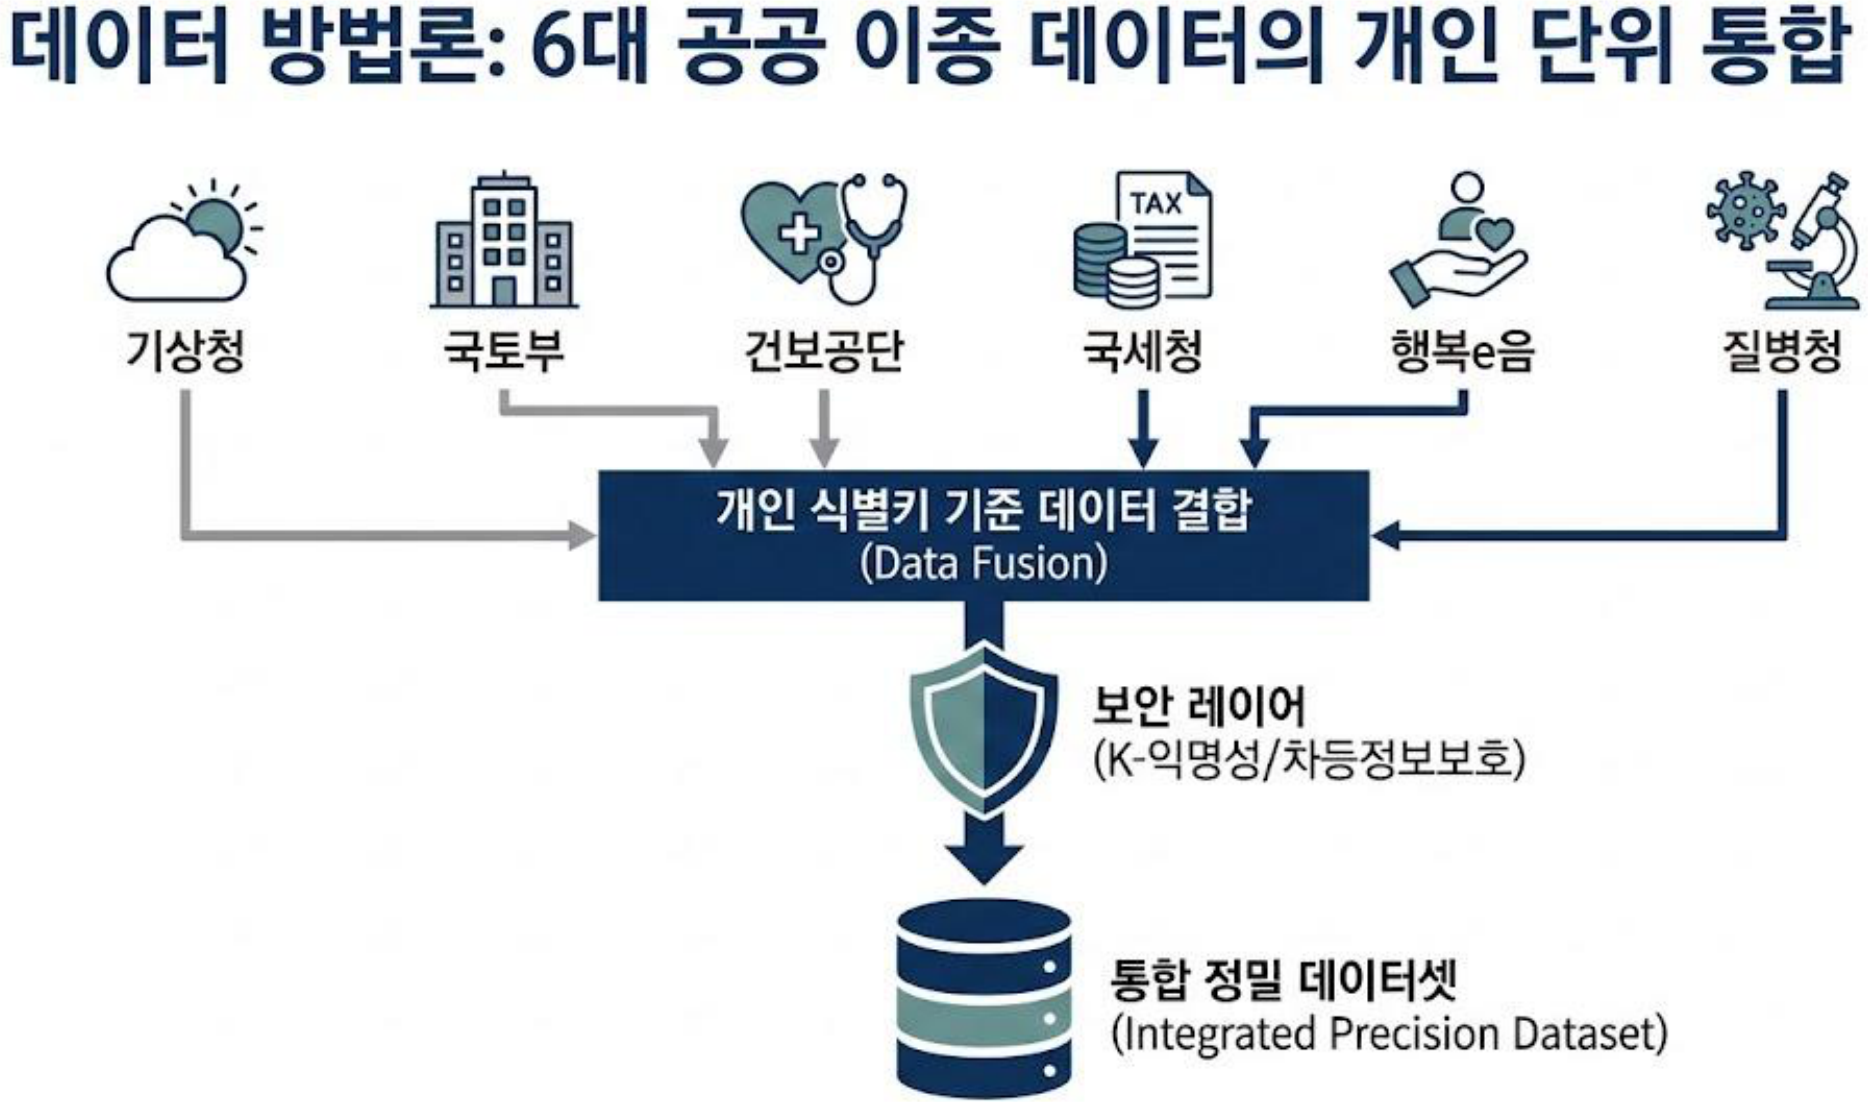 데이터 방법론: 6대 공공 이종 데이터의 개인 단위 통합
TAX
기상청
국토부
건보공단
국세청
행복e음
질병청
개인 식별키 기준 데이터 결합
(Data Fusion)
보안 레이어
(K-익명성/차등정보보호)
통합 정밀 데이터셋
(Integrated Precision Dataset)